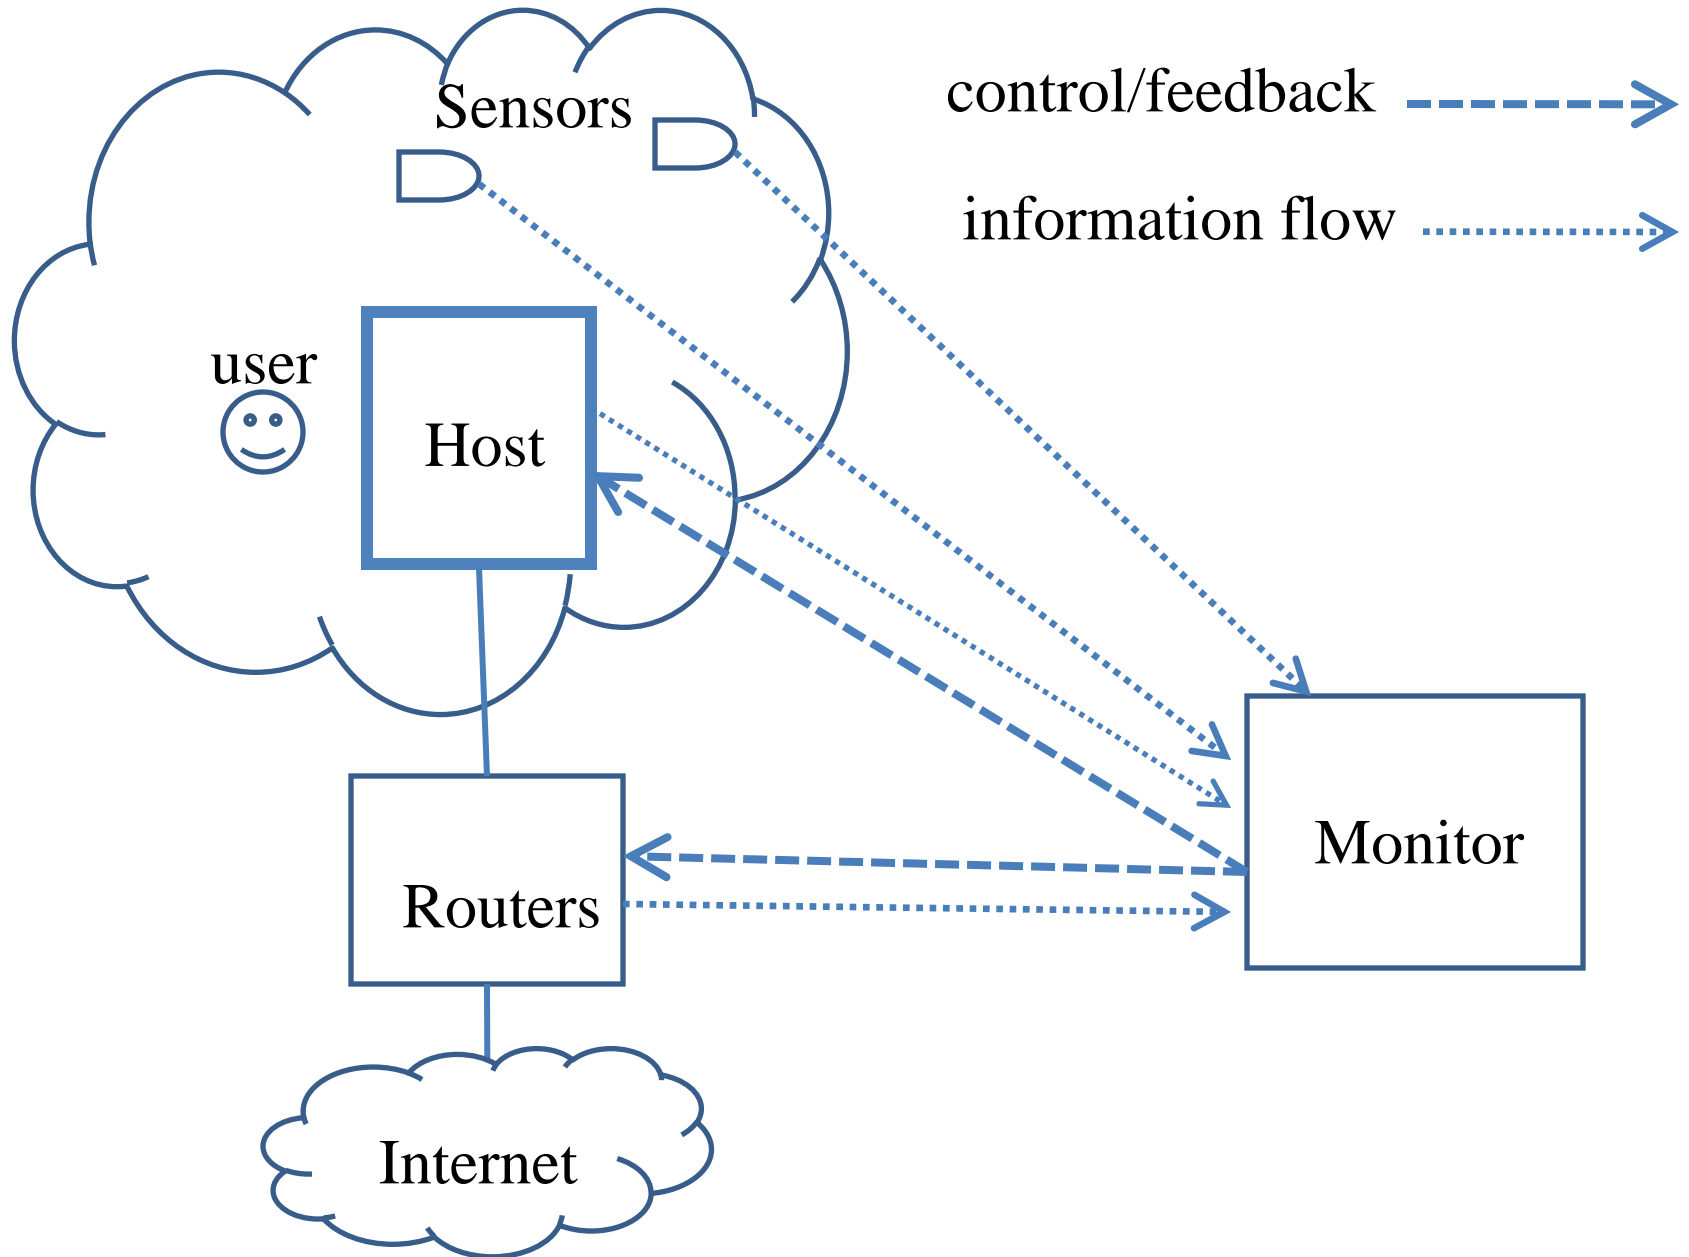 Sensors
control/feedback
information flow
user
Host
Monitor
Routers
Internet